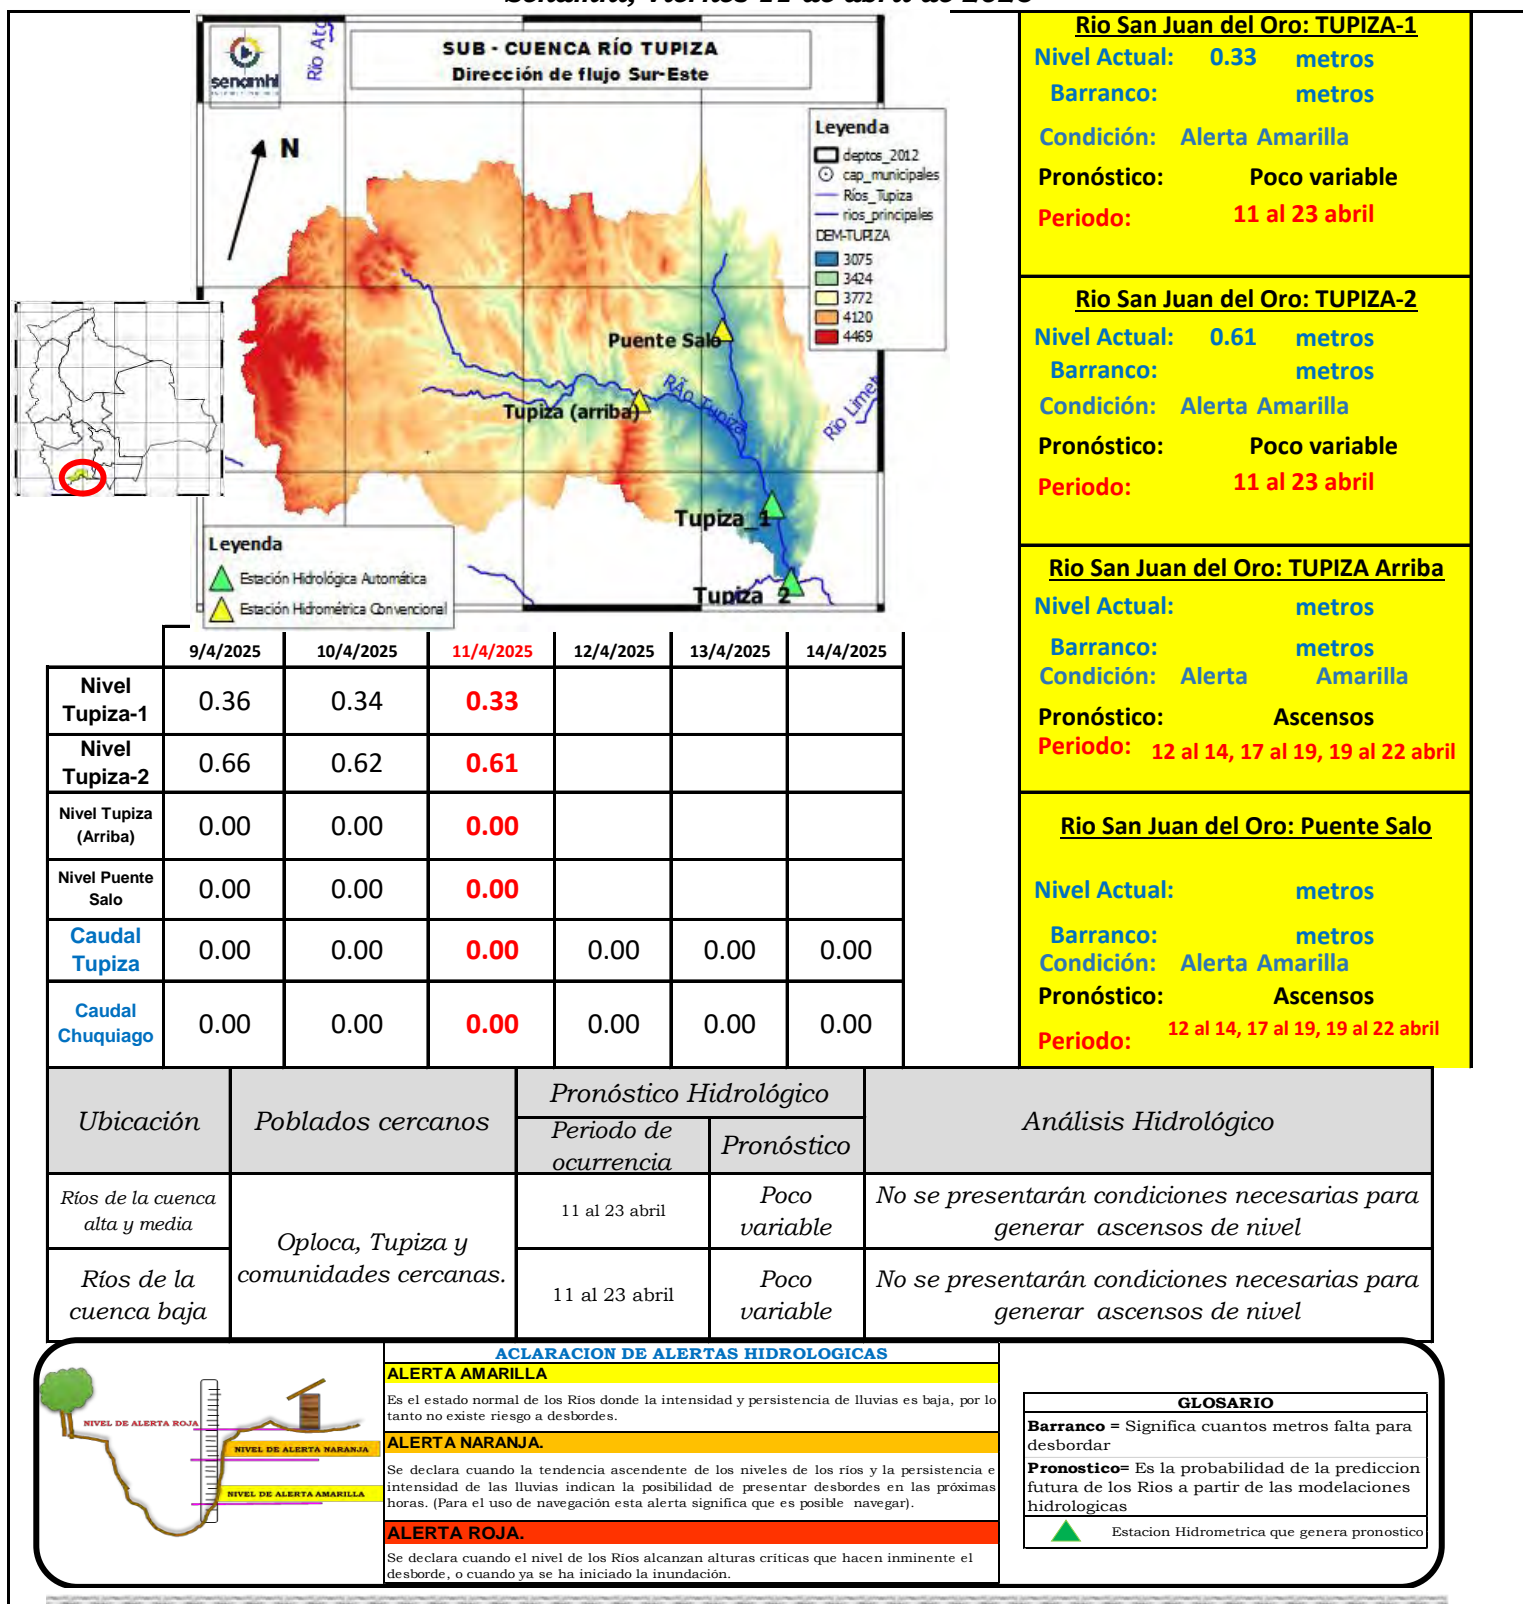 SUB - CUENCA RÍO TUPIZA
Dirección de flujo Sur-Este
senamhi
N
Leyenda
deptos_2012
cap_municipales
Ríos_Tupiza
rios_principales
DEM-TUPIZA
3075
3424
3772
4120
4469
Puente Salo
Tupiza (arriba)
RÃo Tupiza
Tupiza_1
Tupiza_2
Leyenda
Estación Hidrológica Automática
Estación Hidrométrica Convencional
Rio San Juan del Oro: TUPIZA-1
Nivel Actual: 0.33 metros
Barranco: metros
Condición: Alerta Amarilla
Pronóstico: Poco variable
Periodo: 11 al 23 abril
Rio San Juan del Oro: TUPIZA-2
Nivel Actual: 0.61 metros
Barranco: metros
Condición: Alerta Amarilla
Pronóstico: Poco variable
Periodo: 11 al 23 abril
Rio San Juan del Oro: TUPIZA Arriba
Nivel Actual: metros
Barranco: metros
Condición: Alerta Amarilla
Pronóstico: Ascensos
Periodo: 12 al 14, 17 al 19, 19 al 22 abril
Rio San Juan del Oro: Puente Salo
Nivel Actual: metros
Barranco: metros
Condición: Alerta Amarilla
Pronóstico: Ascensos
Periodo: 12 al 14, 17 al 19, 19 al 22 abril
9/4/2025 10/4/2025 11/4/2025 12/4/2025 13/4/2025 14/4/2025
Nivel
Tupiza-1 0.36 0.34 0.33
Nivel
Tupiza-2 0.66 0.62 0.61
Nivel Tupiza
(Arriba) 0.00 0.00 0.00
Nivel Puente
Salo 0.00 0.00 0.00
Caudal
Tupiza 0.00 0.00 0.00 0.00 0.00 0.00
Caudal
Chuquiago 0.00 0.00 0.00 0.00 0.00 0.00
Ubicación
Poblados cercanos
Pronóstico Hidrológico
Periodo de
ocurrencia
Pronóstico
Análisis Hidrológico
Ríos de la cuenca
alta y media
Oploca, Tupiza y
comunidades cercanas.
11 al 23 abril
Poco
variable
No se presentarán condiciones necesarias para
generar ascensos de nivel
Ríos de la
cuenca baja
11 al 23 abril
Poco
variable
No se presentarán condiciones necesarias para
generar ascensos de nivel
NIVEL DE ALERTA ROJA
NIVEL DE ALERTA NARANJA
NIVEL DE ALERTA AMARILLA
ACLARACION DE ALERTAS HIDROLOGICAS
ALERTA AMARILLA
Es el estado normal de los Rios donde la intensidad y persistencia de lluvias es baja, por lo
tanto no existe riesgo a desbordes.
ALERTA NARANJA.
Se declara cuando la tendencia ascendente de los niveles de los ríos y la persistencia e
intensidad de las lluvias indican la posibilidad de presentar desbordes en las próximas
horas. (Para el uso de navegación esta alerta significa que es posible navegar).
ALERTA ROJA.
Se declara cuando el nivel de los Ríos alcanzan alturas críticas que hacen inminente el
desborde, o cuando ya se ha iniciado la inundación.
GLOSARIO
Barranco = Significa cuantos metros falta para
desbordar
Pronostico= Es la probabilidad de la prediccion
futura de los Rios a partir de las modelaciones
hidrologicas
Estacion Hidrometrica que genera pronostico